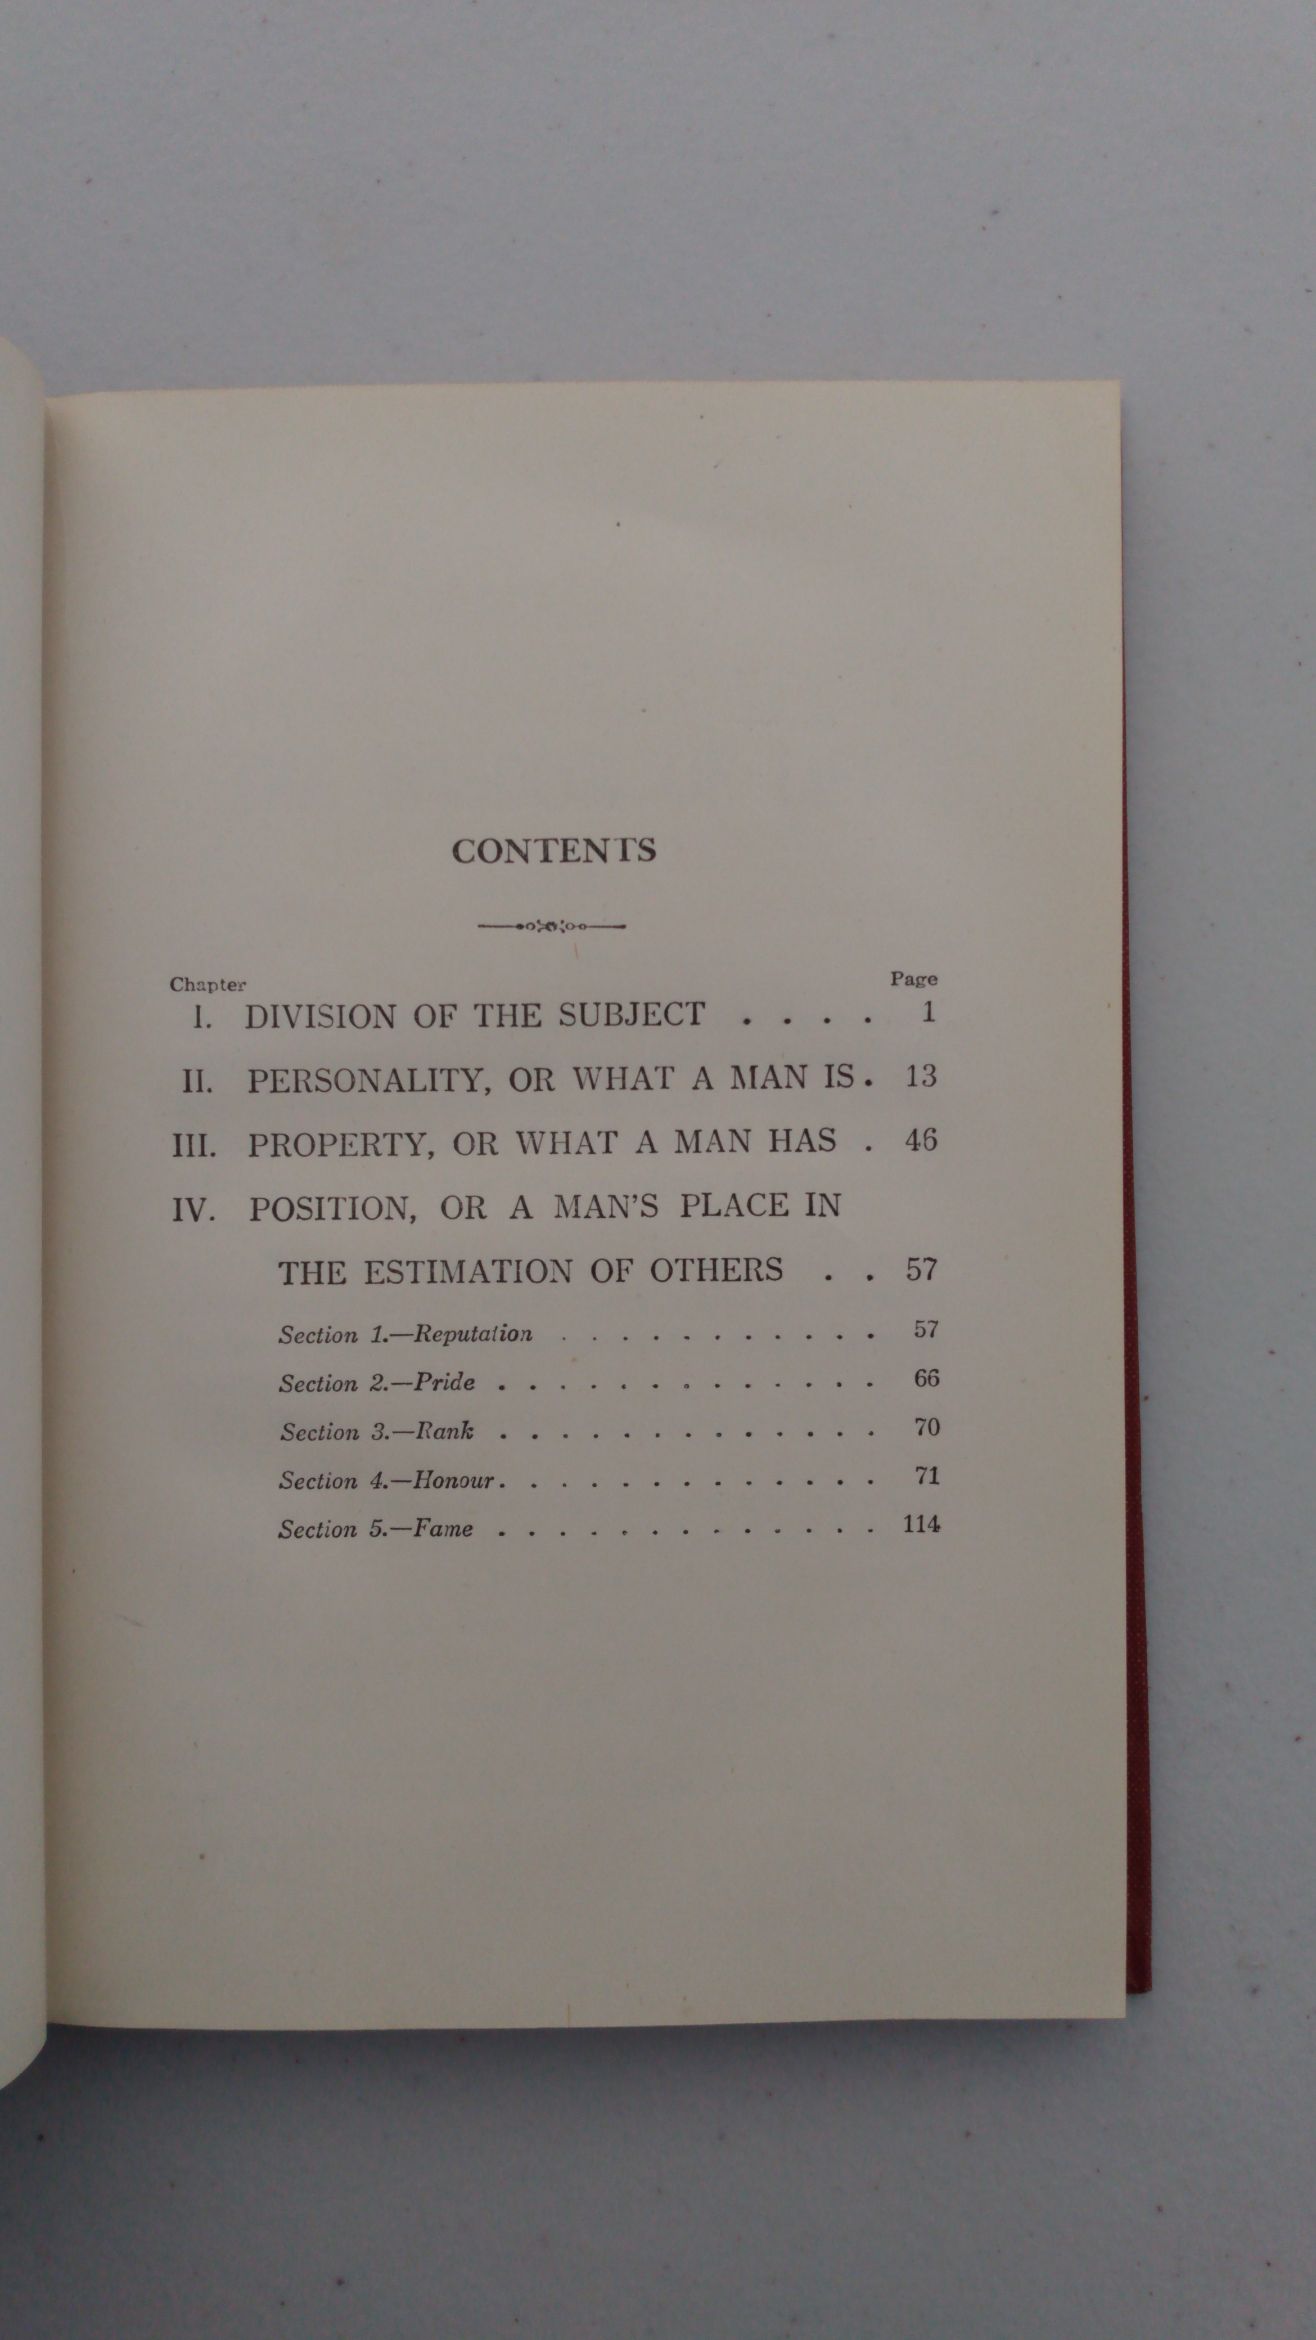 CONTENTS
Chapter Page
I. DIVISION OF THE SUBJECT . . . . 1
II. PERSONALITY, OR WHAT A MAN IS . 13
III. PROPERTY, OR WHAT A MAN HAS . 46
IV. POSITION, OR A MAN'S PLACE IN
THE ESTIMATION OF OTHERS . . 57
Section 1.—Reputation . . . . . . . . . . . 57
Section 2.—Pride . . . . . . . . . . . . . 66
Section 3.—Rank . . . . . . . . . . . . . 70
Section 4.—Honour . . . . . . . . . . . . . 71
Section 5.—Fame . . . . . . . . . . . . . 114